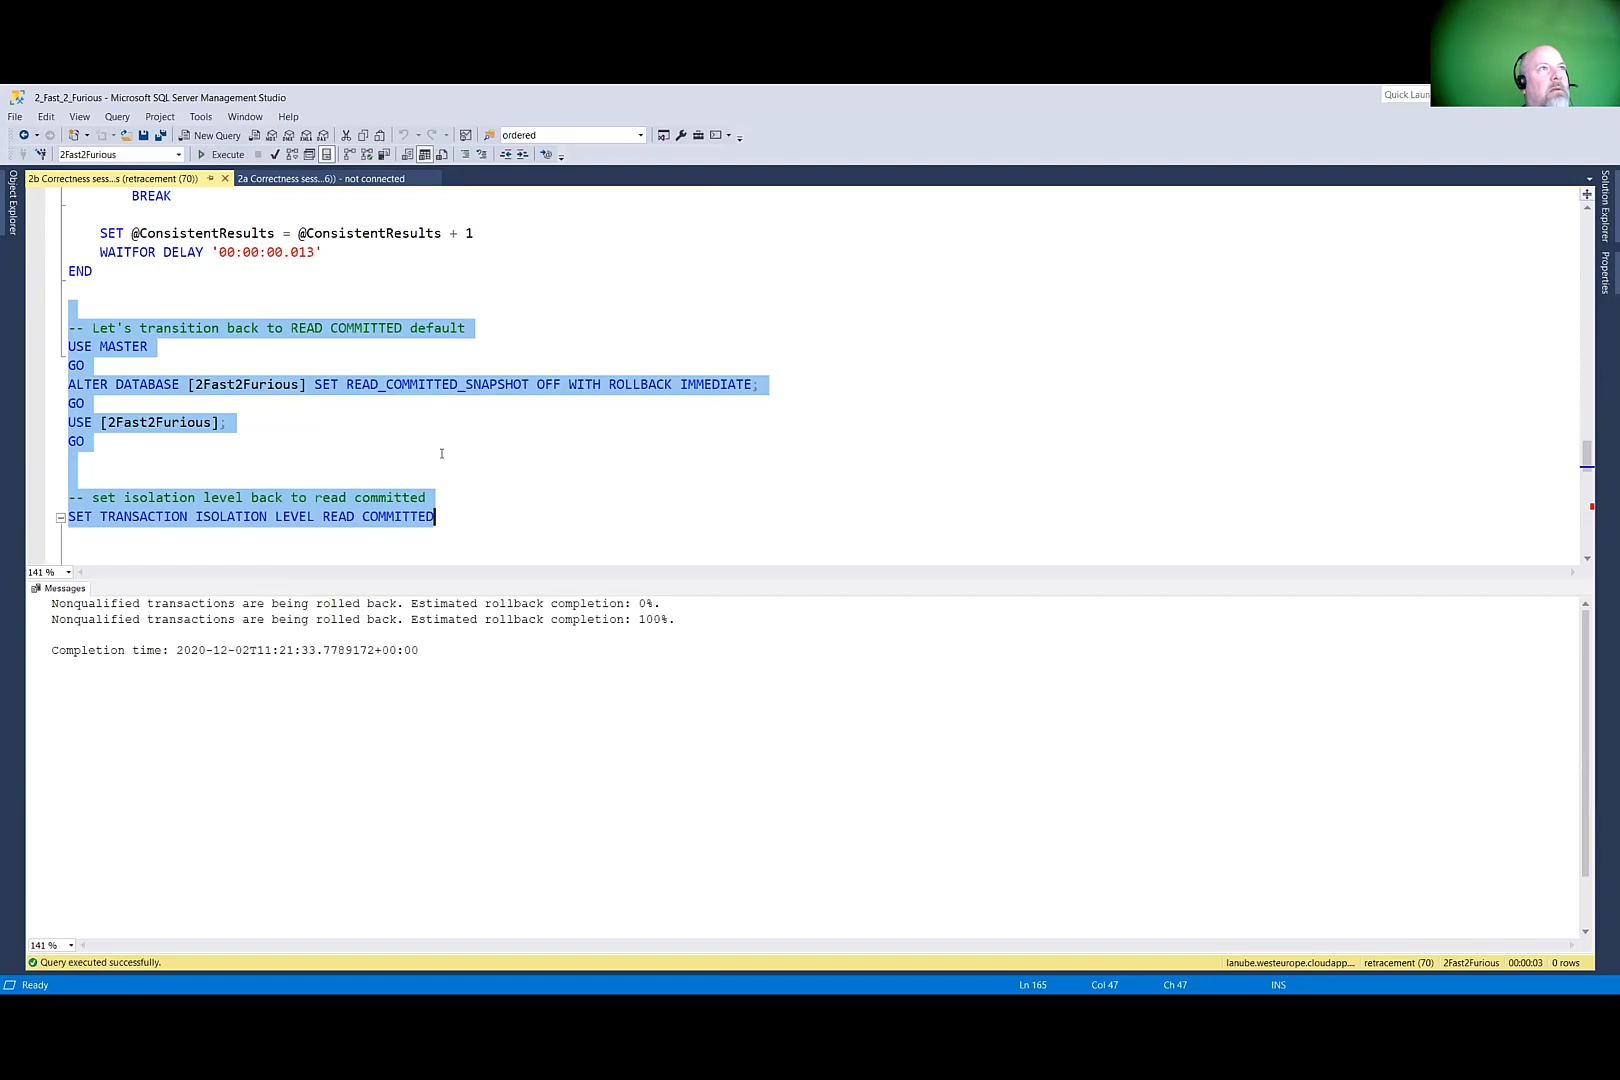 2_Fast_2_Furious - Microsoft SQL Server Management Studio
Quick Laun
File Edit View Query Project Tools Window Help
New Query
ordered
2Fast2Furious
Execute
2b Correctness sess...s (retracement (70))
2a Correctness sess...6)) - not connected
Object Explorer
Solution Explorer
Properties
BREAK
SET @ConsistentResults = @ConsistentResults + 1
WAITFOR DELAY '00:00:00.013'
END
-- Let's transition back to READ COMMITTED default
USE MASTER
GO
ALTER DATABASE [2Fast2Furious] SET READ_COMMITTED_SNAPSHOT OFF WITH ROLLBACK IMMEDIATE;
GO
USE [2Fast2Furious];
GO
-- set isolation level back to read committed
SET TRANSACTION ISOLATION LEVEL READ COMMITTED
141 %
Messages
Nonqualified transactions are being rolled back. Estimated rollback completion: 0%.
Nonqualified transactions are being rolled back. Estimated rollback completion: 100%.
Completion time: 2020-12-02T11:21:33.7789172+00:00
141 %
Query executed successfully.
lanube.westeurope.cloudapp.... retracement (70) 2Fast2Furious 00:00:03 0 rows
Ready
Ln 165 Col 47 Ch 47 INS